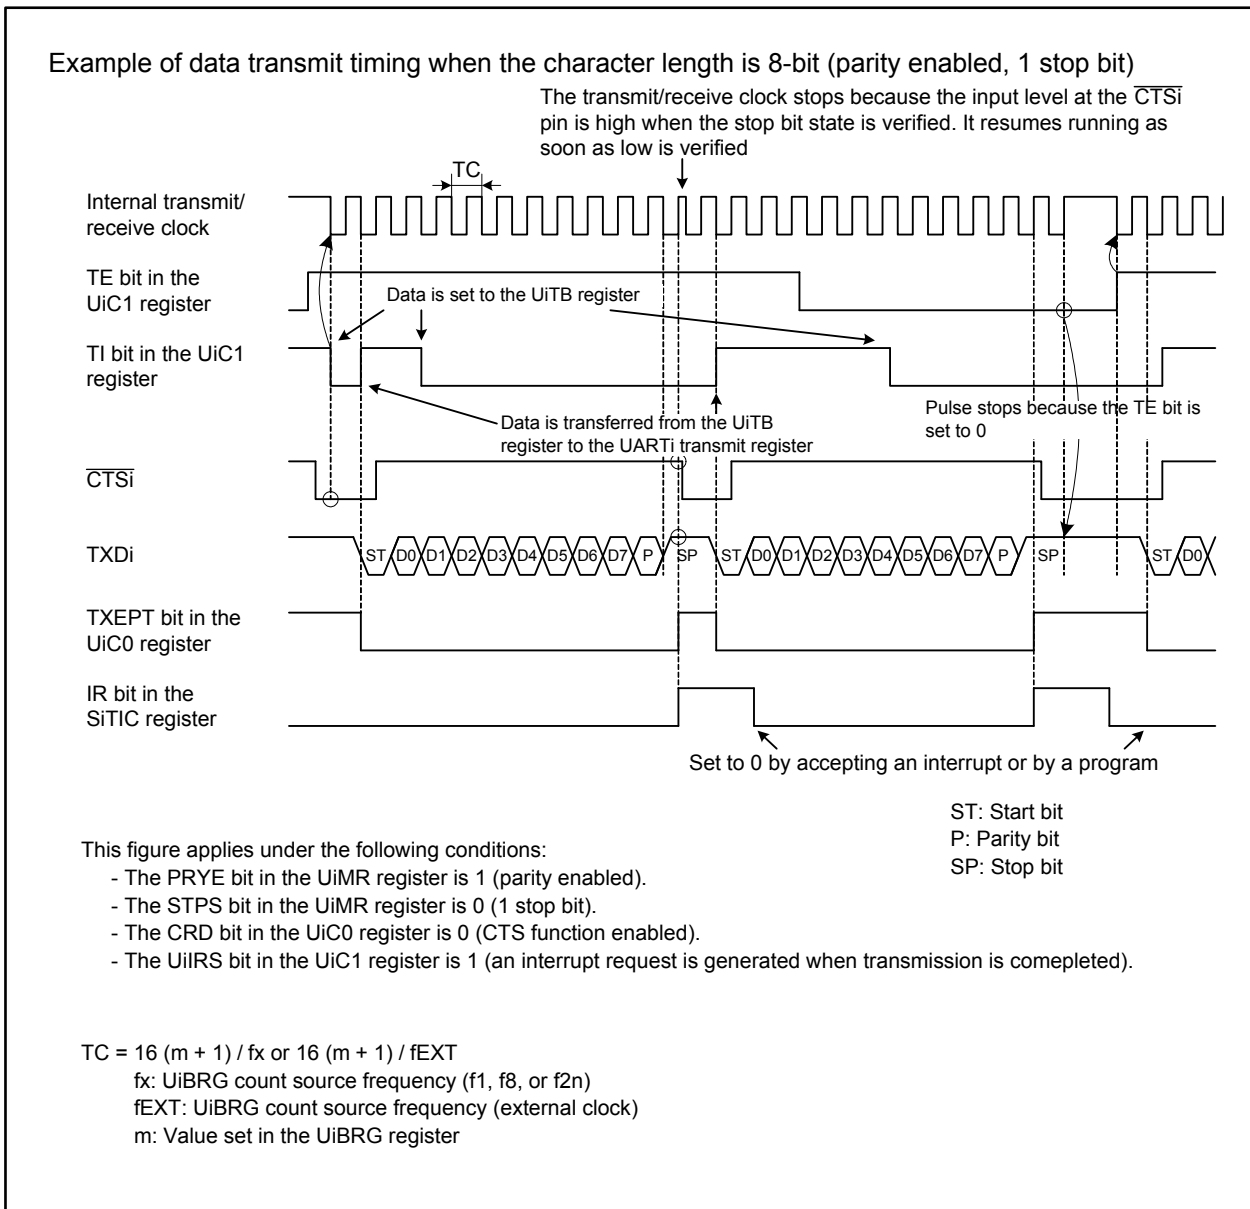 Example of data transmit timing when the character length is 8-bit (parity enabled, 1 stop bit)
The transmit/receive clock stops because the input level at the CTSi
pin is high when the stop bit state is verified. It resumes running as
soon as low is verified
TC
Internal transmit/
receive clock
TE bit in the
UiC1 register
Data is set to the UiTB register
TI bit in the UiC1
register
Data is transferred from the UiTB
register to the UARTi transmit register
Pulse stops because the TE bit is
set to 0
CTSi
TXDi
ST D0 D1 D2 D3 D4 D5 D6 D7 P SP ST D0 D1 D2 D3 D4 D5 D6 D7 P SP ST D0
TXEPT bit in the
UiC0 register
IR bit in the
SiTIC register
Set to 0 by accepting an interrupt or by a program
ST: Start bit
P: Parity bit
SP: Stop bit
This figure applies under the following conditions:
- The PRYE bit in the UiMR register is 1 (parity enabled).
- The STPS bit in the UiMR register is 0 (1 stop bit).
- The CRD bit in the UiC0 register is 0 (CTS function enabled).
- The UiIRS bit in the UiC1 register is 1 (an interrupt request is generated when transmission is comepleted).
TC = 16 (m + 1) / fx or 16 (m + 1) / fEXT
fx: UiBRG count source frequency (f1, f8, or f2n)
fEXT: UiBRG count source frequency (external clock)
m: Value set in the UiBRG register